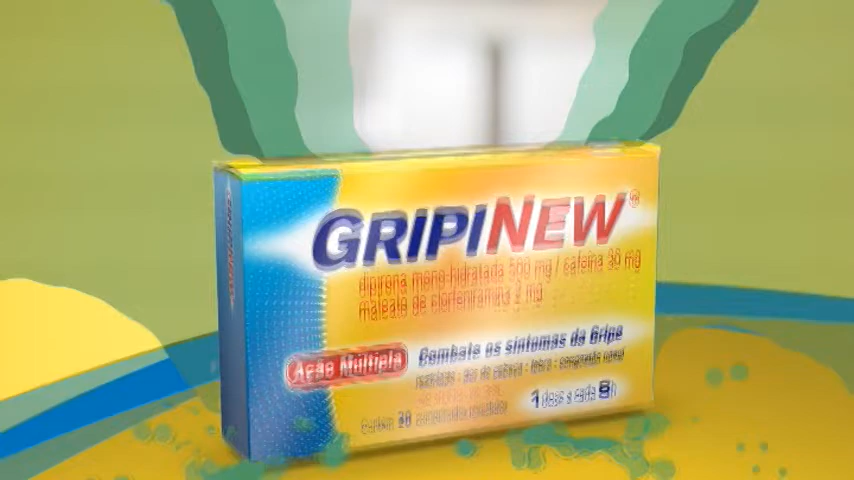 GRIPINEW®
dipirona mono-hidratada 500 mg / cafeína 30 mg
maleato de clorfeniramina 2 mg
Ação Múltipla
Combate os sintomas da Gripe
1 dose a cada 8h